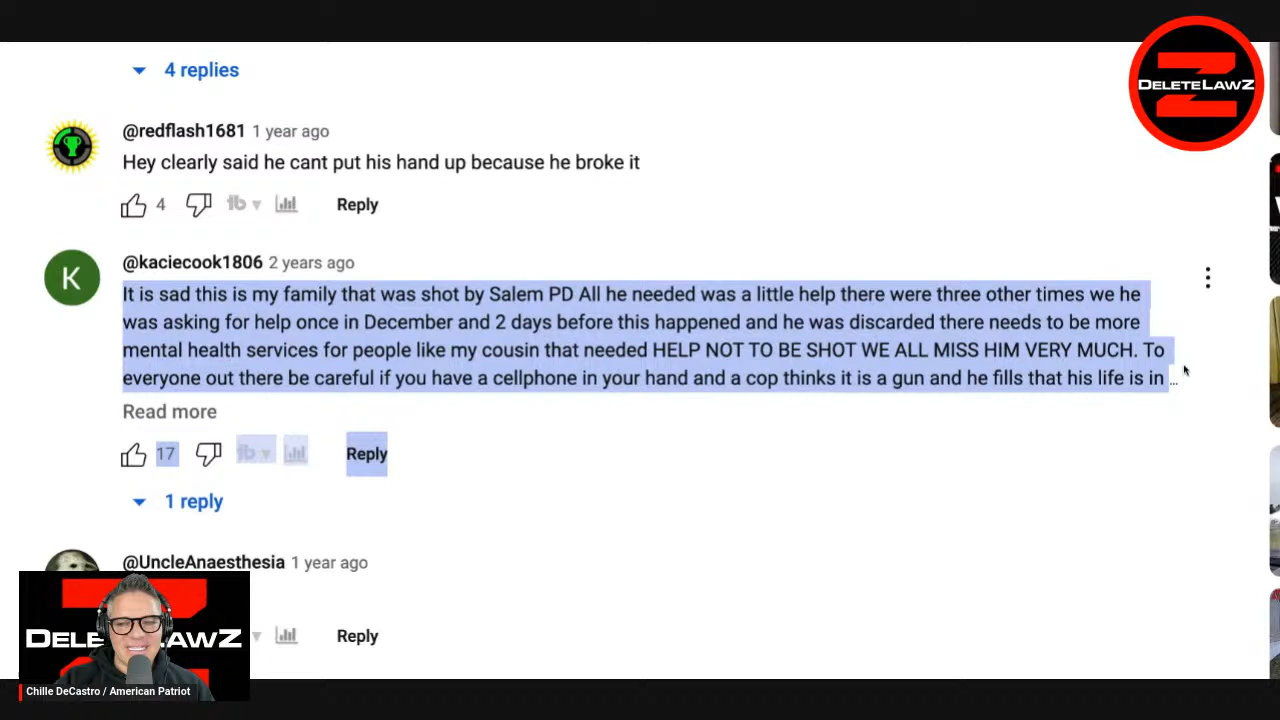 DELETELAWZ
4 replies
@redflash1681 1 year ago
Hey clearly said he cant put his hand up because he broke it
4 Reply
K
@kaciecook1806 2 years ago
It is sad this is my family that was shot by Salem PD All he needed was a little help there were three other times we he
was asking for help once in December and 2 days before this happened and he was discarded there needs to be more
mental health services for people like my cousin that needed HELP NOT TO BE SHOT WE ALL MISS HIM VERY MUCH. To
everyone out there be careful if you have a cellphone in your hand and a cop thinks it is a gun and he fills that his life is in ...
Read more
17 Reply
1 reply
@UncleAnaesthesia 1 year ago
Reply
Chille DeCastro / American Patriot